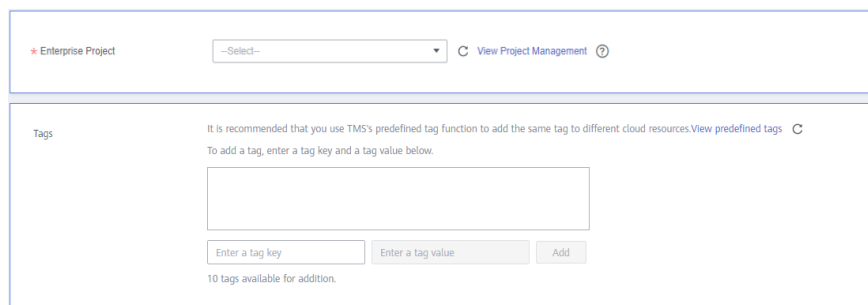 * Enterprise Project --Select-- View Project Management ?
Tags It is recommended that you use TMS's predefined tag function to add the same tag to different cloud resources.View predefined tags
To add a tag, enter a tag key and a tag value below.
Enter a tag key Enter a tag value Add
10 tags available for addition.